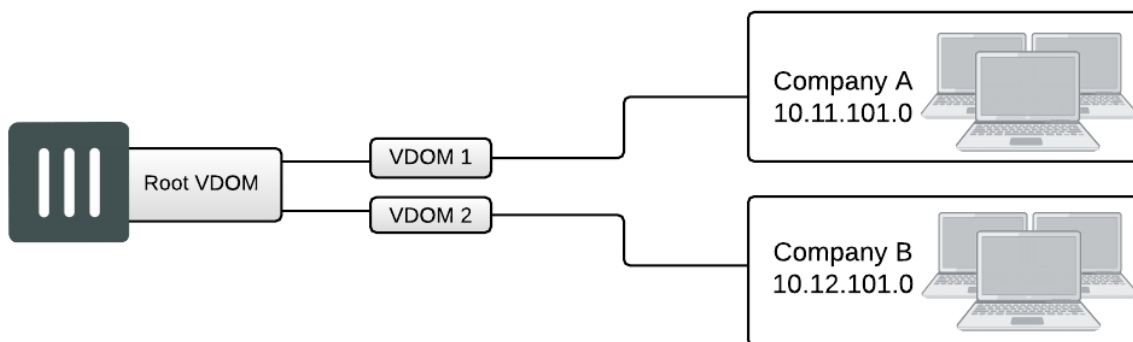 Root VDOM
VDOM 1
VDOM 2
Company A
10.11.101.0
Company B
10.12.101.0